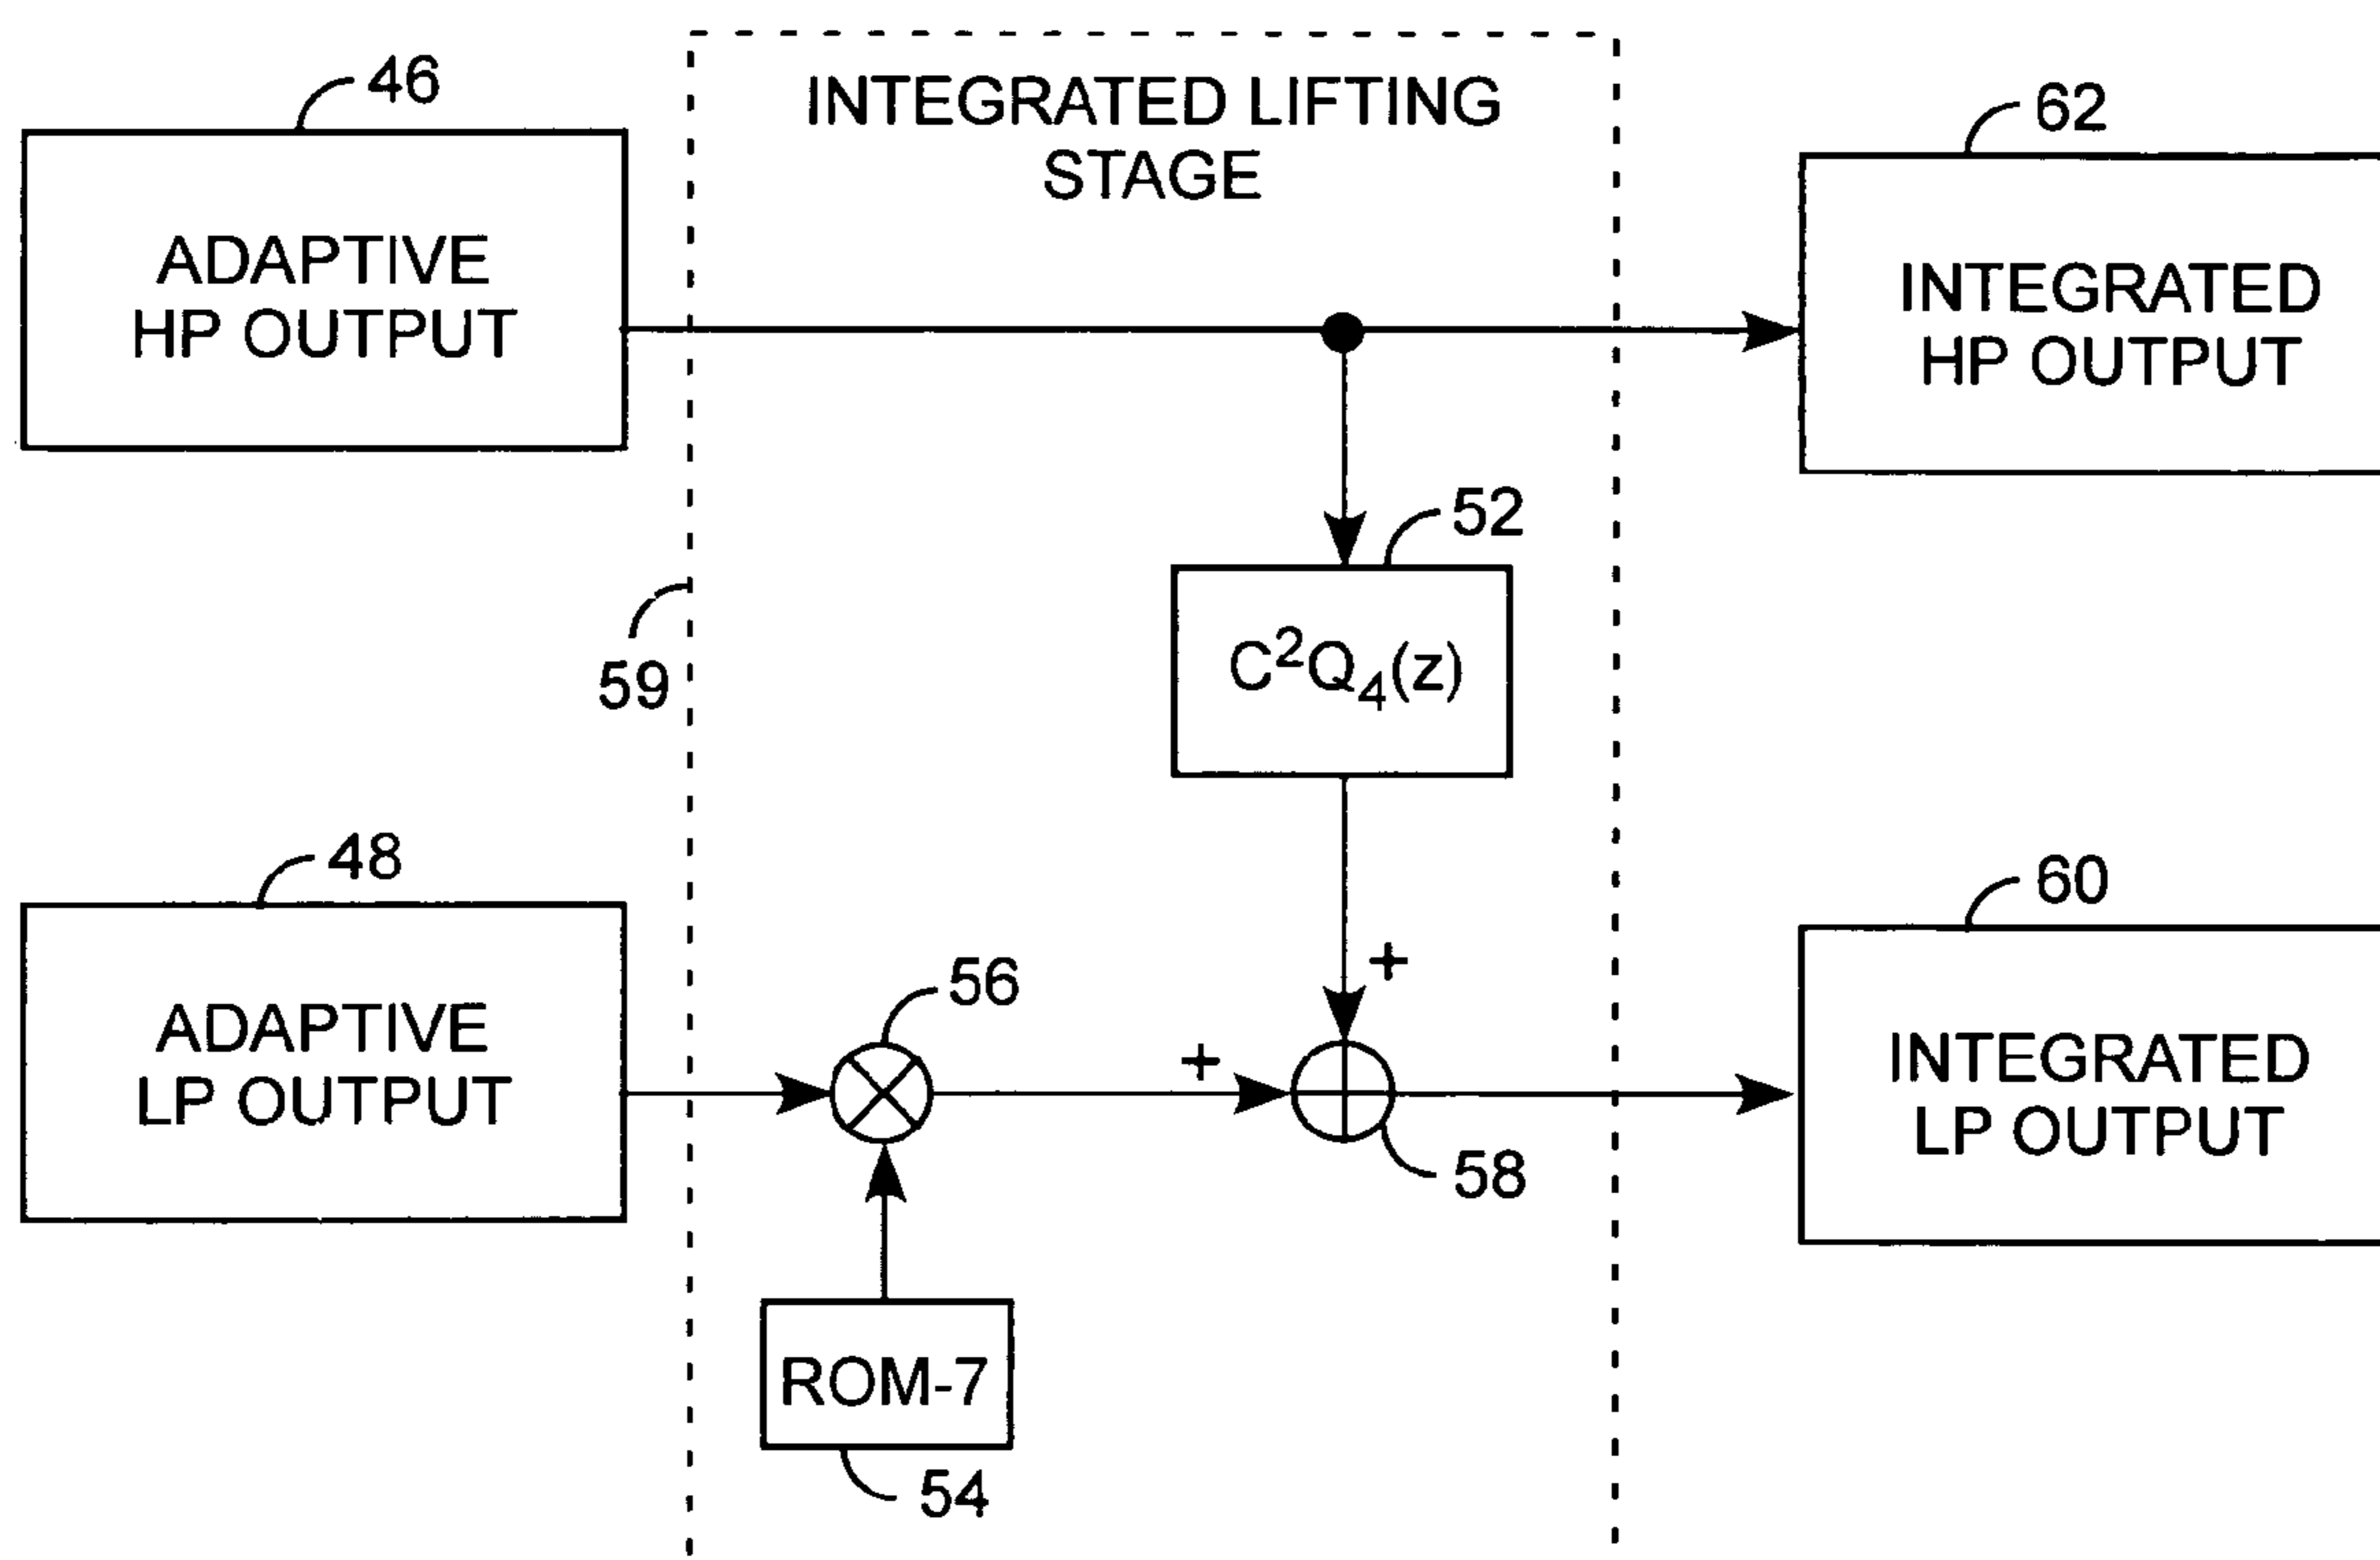 46
INTEGRATED LIFTING
STAGE
62
ADAPTIVE
HP OUTPUT
INTEGRATED
HP OUTPUT
52
C²Q₄(z)
59
48
60
56
+
+
ADAPTIVE
LP OUTPUT
INTEGRATED
LP OUTPUT
58
ROM-7
54